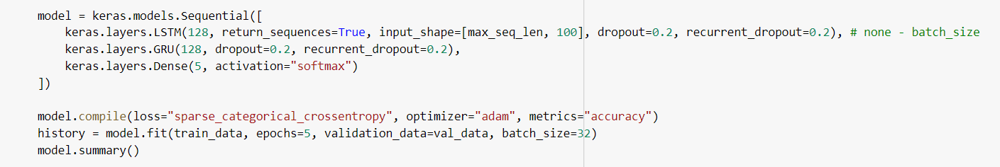 model = keras.models.Sequential([
    keras.layers.LSTM(128, return_sequences=True, input_shape=[max_seq_len, 100], dropout=0.2, recurrent_dropout=0.2), # none - batch_size
    keras.layers.GRU(128, dropout=0.2, recurrent_dropout=0.2),
    keras.layers.Dense(5, activation="softmax")
])
model.compile(loss="sparse_categorical_crossentropy", optimizer="adam", metrics="accuracy")
history = model.fit(train_data, epochs=5, validation_data=val_data, batch_size=32)
model.summary()